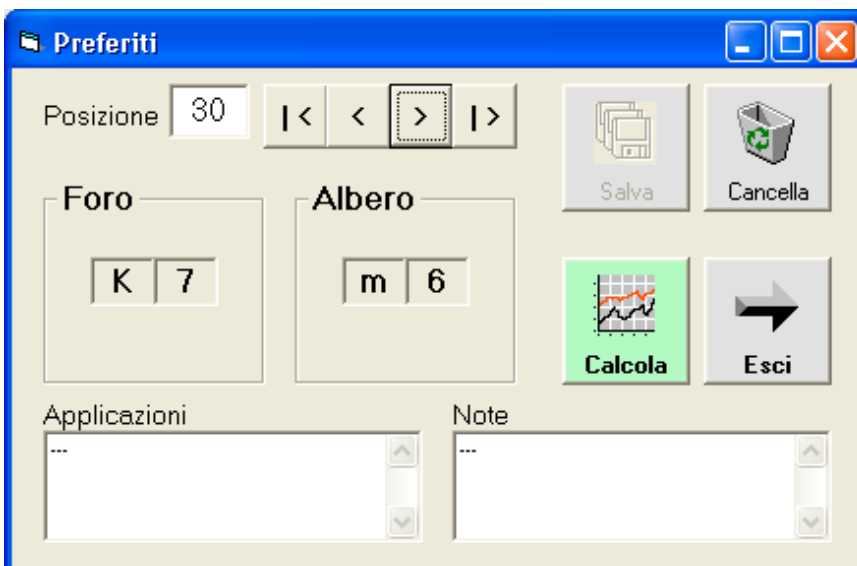 Preferiti
Posizione 30 |< < > |>
Salva Cancella
Foro Albero
K 7 m 6
Calcola Esci
Applicazioni Note
--- ---